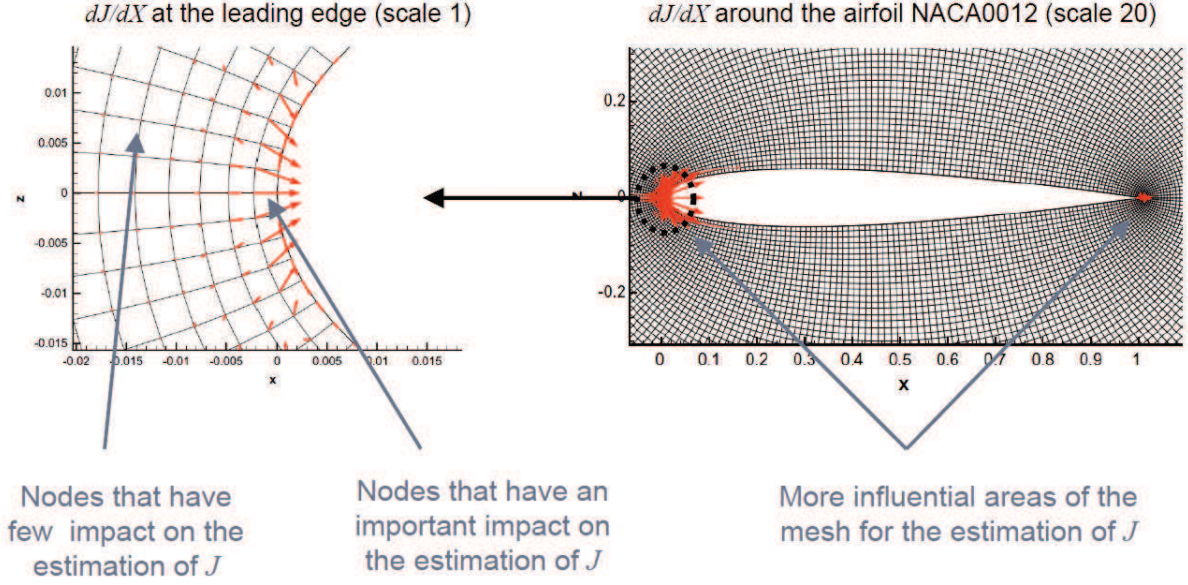 dJ/dX at the leading edge (scale 1)
dJ/dX around the airfoil NACA0012 (scale 20)
0.01
0.005
0
-0.005
-0.01
-0.015
z
-0.02
-0.015
-0.01
-0.005
0
0.005
0.01
0.015
x
0.2
0
-0.2
z
0
0.1
0.2
0.3
0.4
0.5
0.6
0.7
0.8
0.9
1
x
Nodes that have
few impact on the
estimation of J
Nodes that have an
important impact on
the estimation of J
More influential areas of the
mesh for the estimation of J